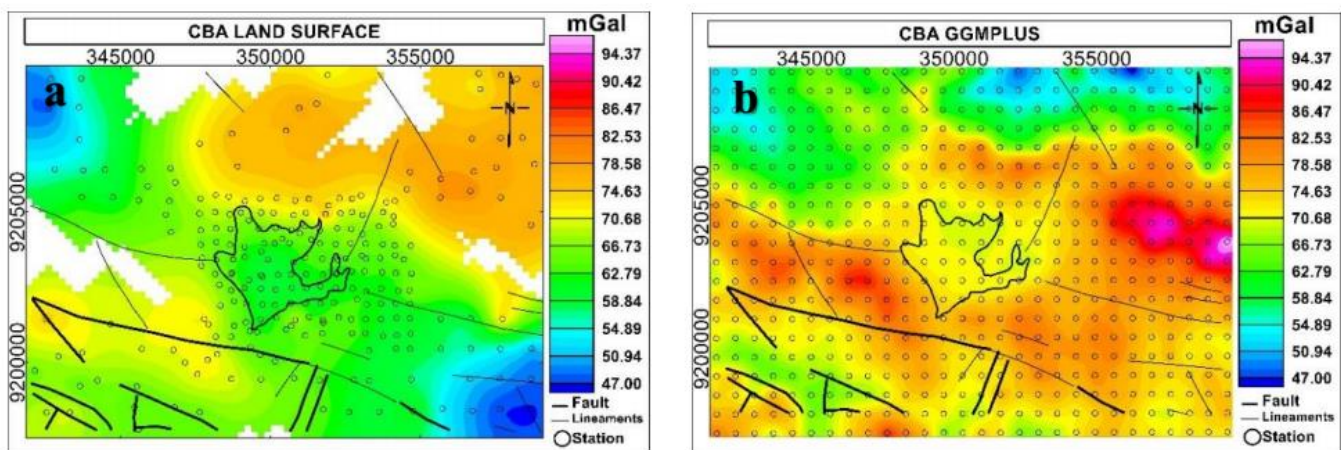 CBA LAND SURFACE
mGal
345000 350000 355000
a
N
94.37
90.42
86.47
82.53
78.58
74.63
70.68
66.73
62.79
58.84
54.89
50.94
47.00
9205000
9200000
Fault
Lineaments
Station
CBA GGMPLUS
mGal
345000 350000 355000
b
N
94.37
90.42
86.47
82.53
78.58
74.63
70.68
66.73
62.79
58.84
54.89
50.94
47.00
9205000
9200000
Fault
Lineaments
Station